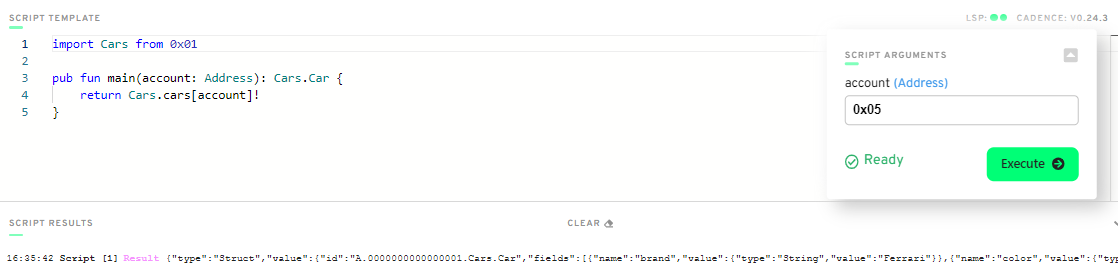 SCRIPT TEMPLATE
LSP: CADENCE: V0.24.3
1 import Cars from 0x01
2
3 pub fun main(account: Address): Cars.Car {
4 return Cars.cars[account]!
5 }
SCRIPT ARGUMENTS
account (Address)
0x05
Ready
Execute
SCRIPT RESULTS
CLEAR
16:35:42 Script [1] Result {"type":"Struct","value":{"id":"A.0000000000000001.Cars.Car","fields":[{"name":"brand","value":{"type":"String","value":"Ferrari"}},{"name":"color","value":{"typ